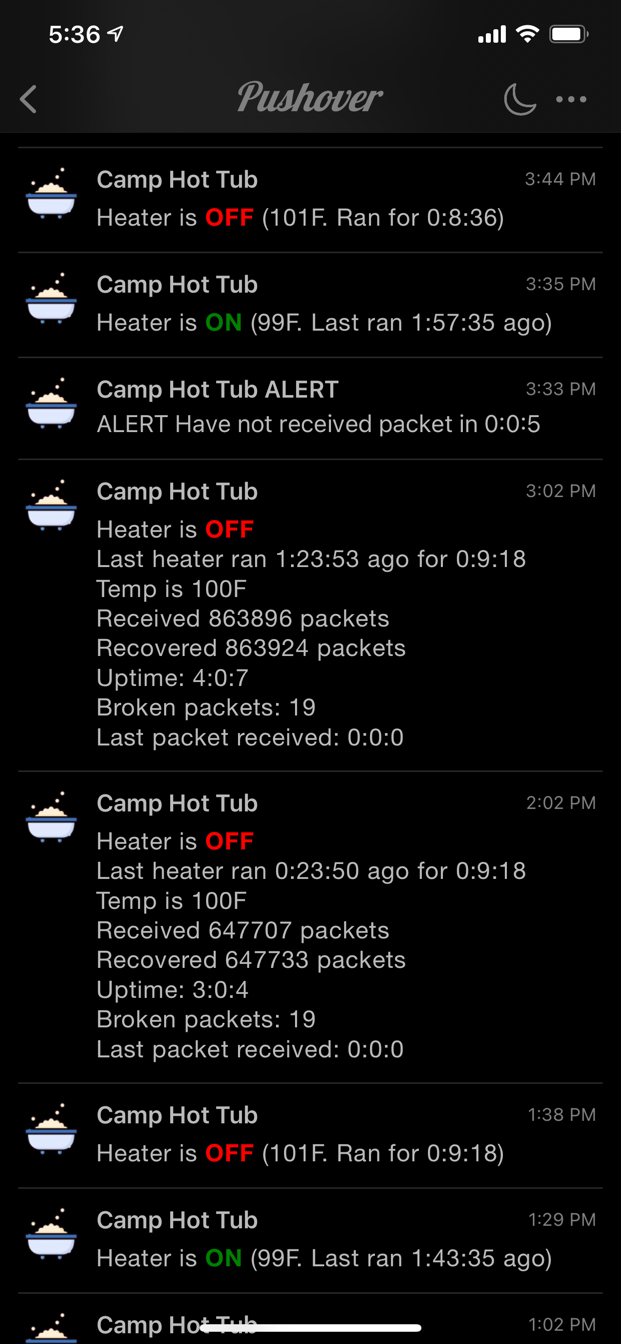 5:36
Pushover
Camp Hot Tub 3:44 PM
Heater is OFF (101F. Ran for 0:8:36)
Camp Hot Tub 3:35 PM
Heater is ON (99F. Last ran 1:57:35 ago)
Camp Hot Tub ALERT 3:33 PM
ALERT Have not received packet in 0:0:5
Camp Hot Tub 3:02 PM
Heater is OFF
Last heater ran 1:23:53 ago for 0:9:18
Temp is 100F
Received 863896 packets
Recovered 863924 packets
Uptime: 4:0:7
Broken packets: 19
Last packet received: 0:0:0
Camp Hot Tub 2:02 PM
Heater is OFF
Last heater ran 0:23:50 ago for 0:9:18
Temp is 100F
Received 647707 packets
Recovered 647733 packets
Uptime: 3:0:4
Broken packets: 19
Last packet received: 0:0:0
Camp Hot Tub 1:38 PM
Heater is OFF (101F. Ran for 0:9:18)
Camp Hot Tub 1:29 PM
Heater is ON (99F. Last ran 1:43:35 ago)
Camp Hot Tub 1:02 PM